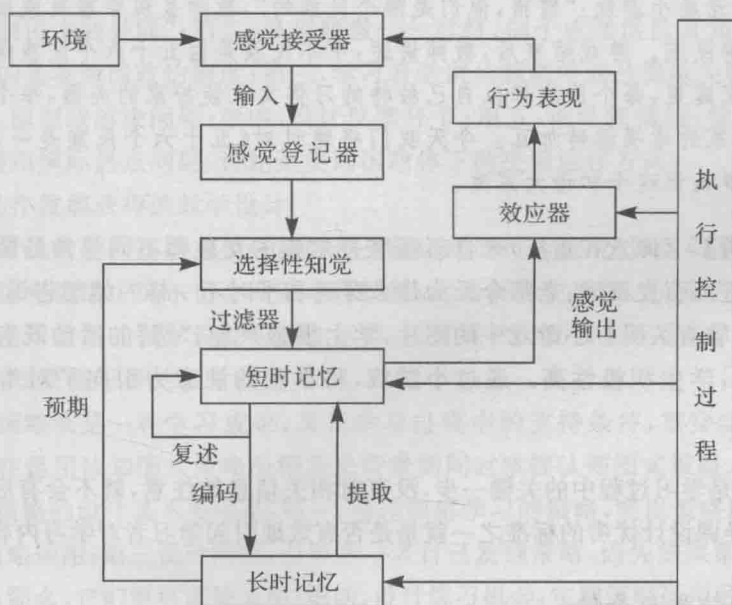 环境
感觉接受器
输入
行为表现
感觉登记器
执行控制过程
效应器
选择性知觉
过滤器
感觉
输出
短时记忆
预期
复述
编码
提取
长时记忆